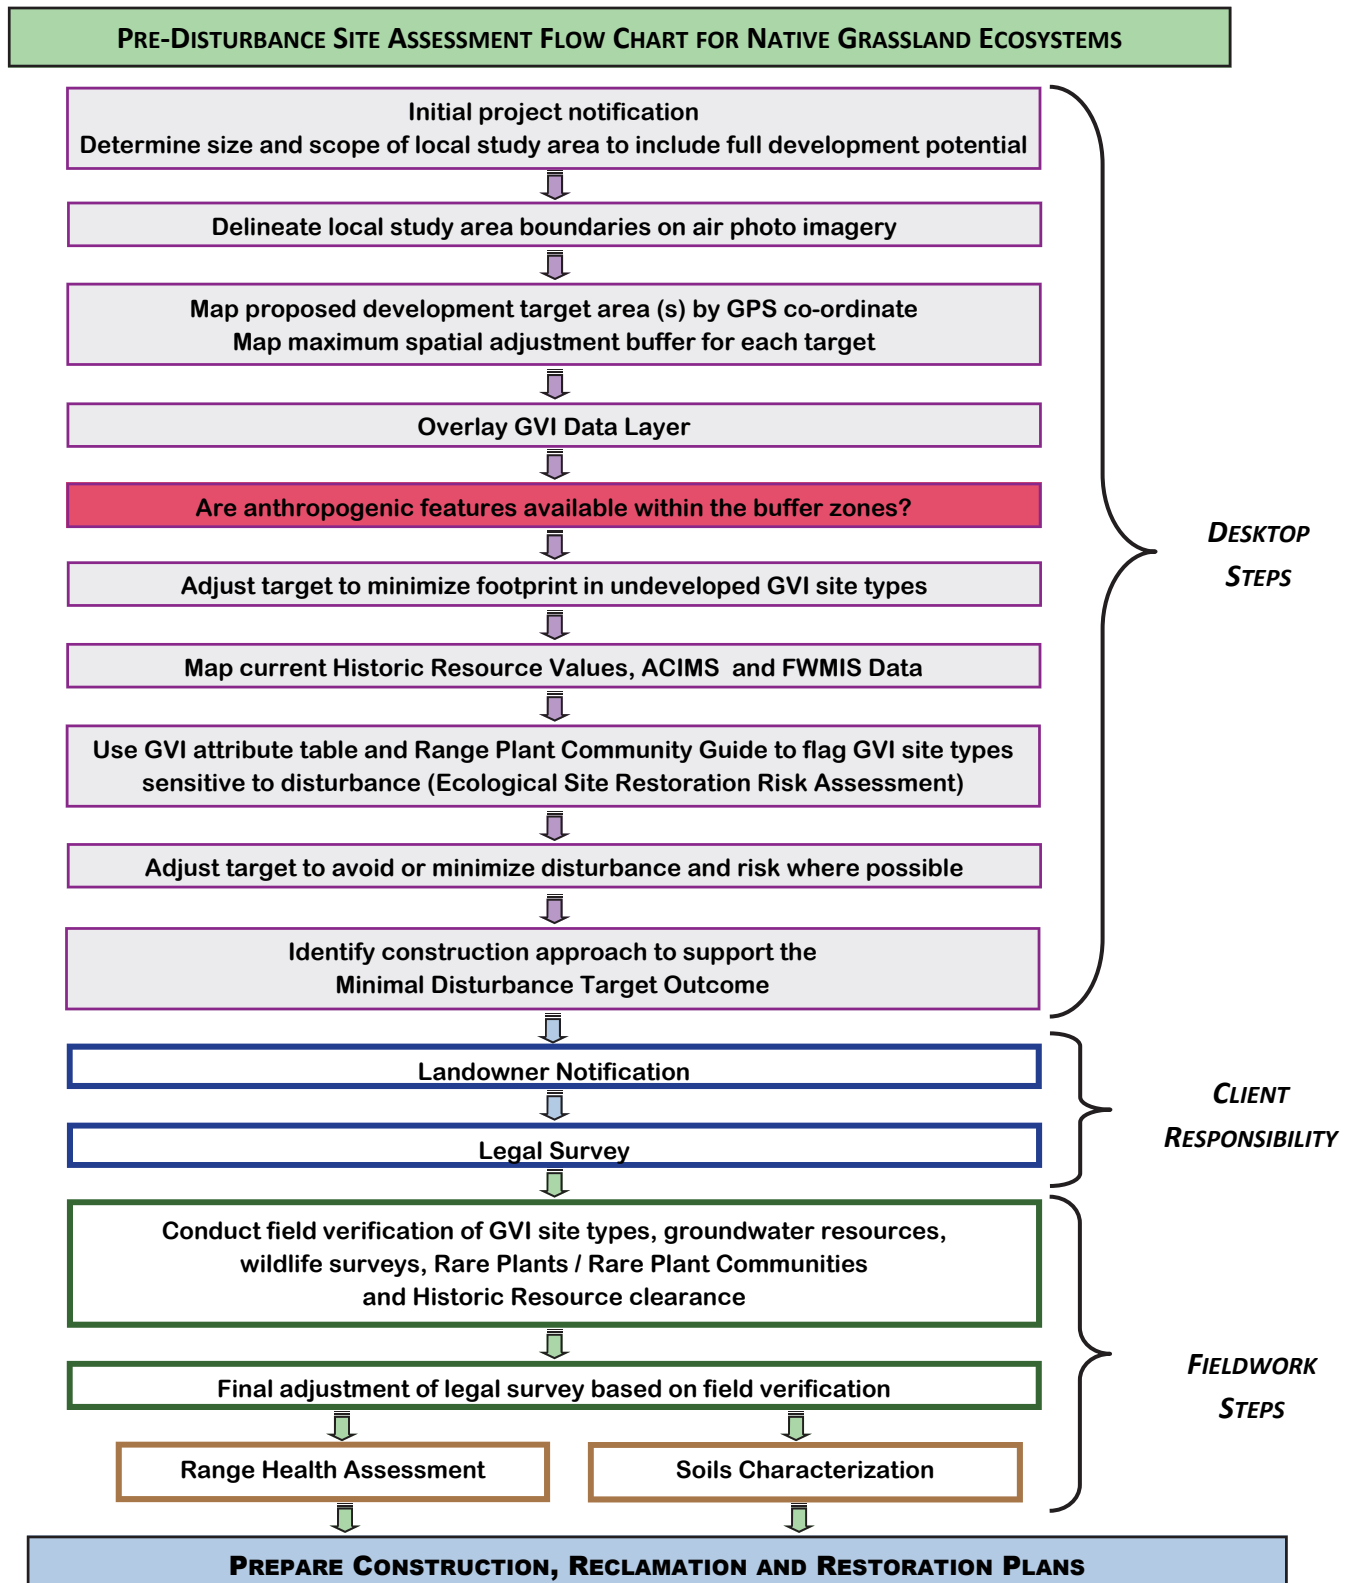 PRE-DISTURBANCE SITE ASSESSMENT FLOW CHART FOR NATIVE GRASSLAND ECOSYSTEMS
Initial project notification
Determine size and scope of local study area to include full development potential
Delineate local study area boundaries on air photo imagery
Map proposed development target area (s) by GPS co-ordinate
Map maximum spatial adjustment buffer for each target
Overlay GVI Data Layer
Are anthropogenic features available within the buffer zones?
Adjust target to minimize footprint in undeveloped GVI site types
Map current Historic Resource Values, ACIMS and FWMIS Data
Use GVI attribute table and Range Plant Community Guide to flag GVI site types
sensitive to disturbance (Ecological Site Restoration Risk Assessment)
Adjust target to avoid or minimize disturbance and risk where possible
Identify construction approach to support the
Minimal Disturbance Target Outcome
DESKTOP
STEPS
Landowner Notification
Legal Survey
CLIENT
RESPONSIBILITY
Conduct field verification of GVI site types, groundwater resources,
wildlife surveys, Rare Plants / Rare Plant Communities
and Historic Resource clearance
Final adjustment of legal survey based on field verification
Range Health Assessment
Soils Characterization
FIELDWORK
STEPS
PREPARE CONSTRUCTION, RECLAMATION AND RESTORATION PLANS